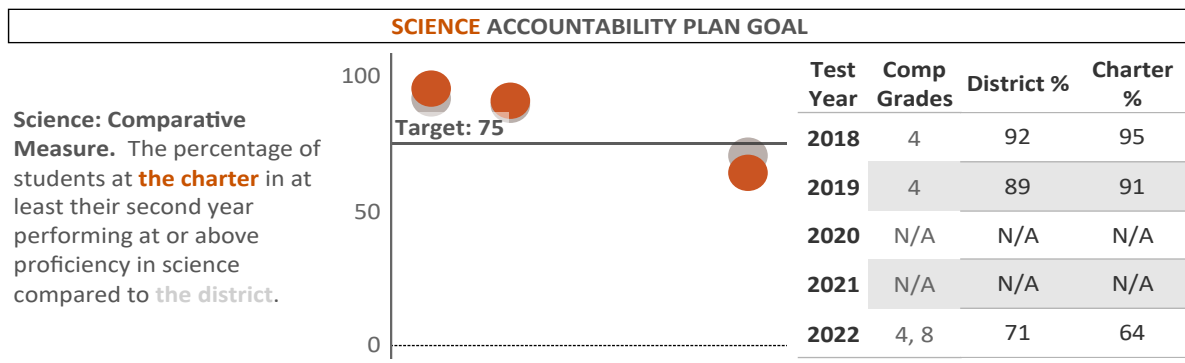 SCIENCE ACCOUNTABILITY PLAN GOAL
Science: Comparative
Measure. The percentage of
students at the charter in at
least their second year
performing at or above
proficiency in science
compared to the district.
100
Target: 75
50
0
Test Year Comp Grades District % Charter %
2018 4 92 95
2019 4 89 91
2020 N/A N/A N/A
2021 N/A N/A N/A
2022 4, 8 71 64